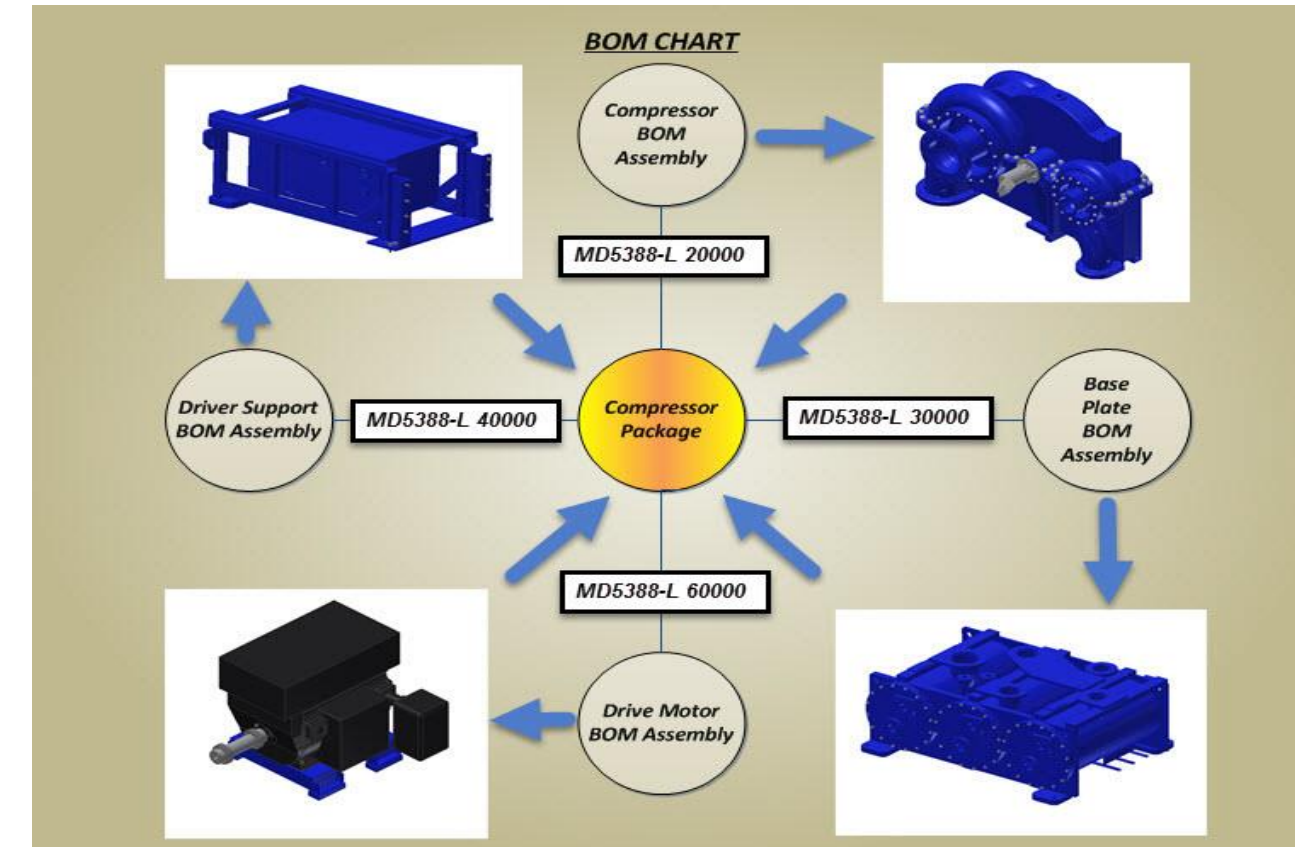 BOM CHART
Compressor
BOM
Assembly
MD5388-L 20000
Driver Support
BOM Assembly
MD5388-L 40000
Compressor
Package
MD5388-L 30000
Base
Plate
BOM
Assembly
MD5388-L 60000
Drive Motor
BOM Assembly